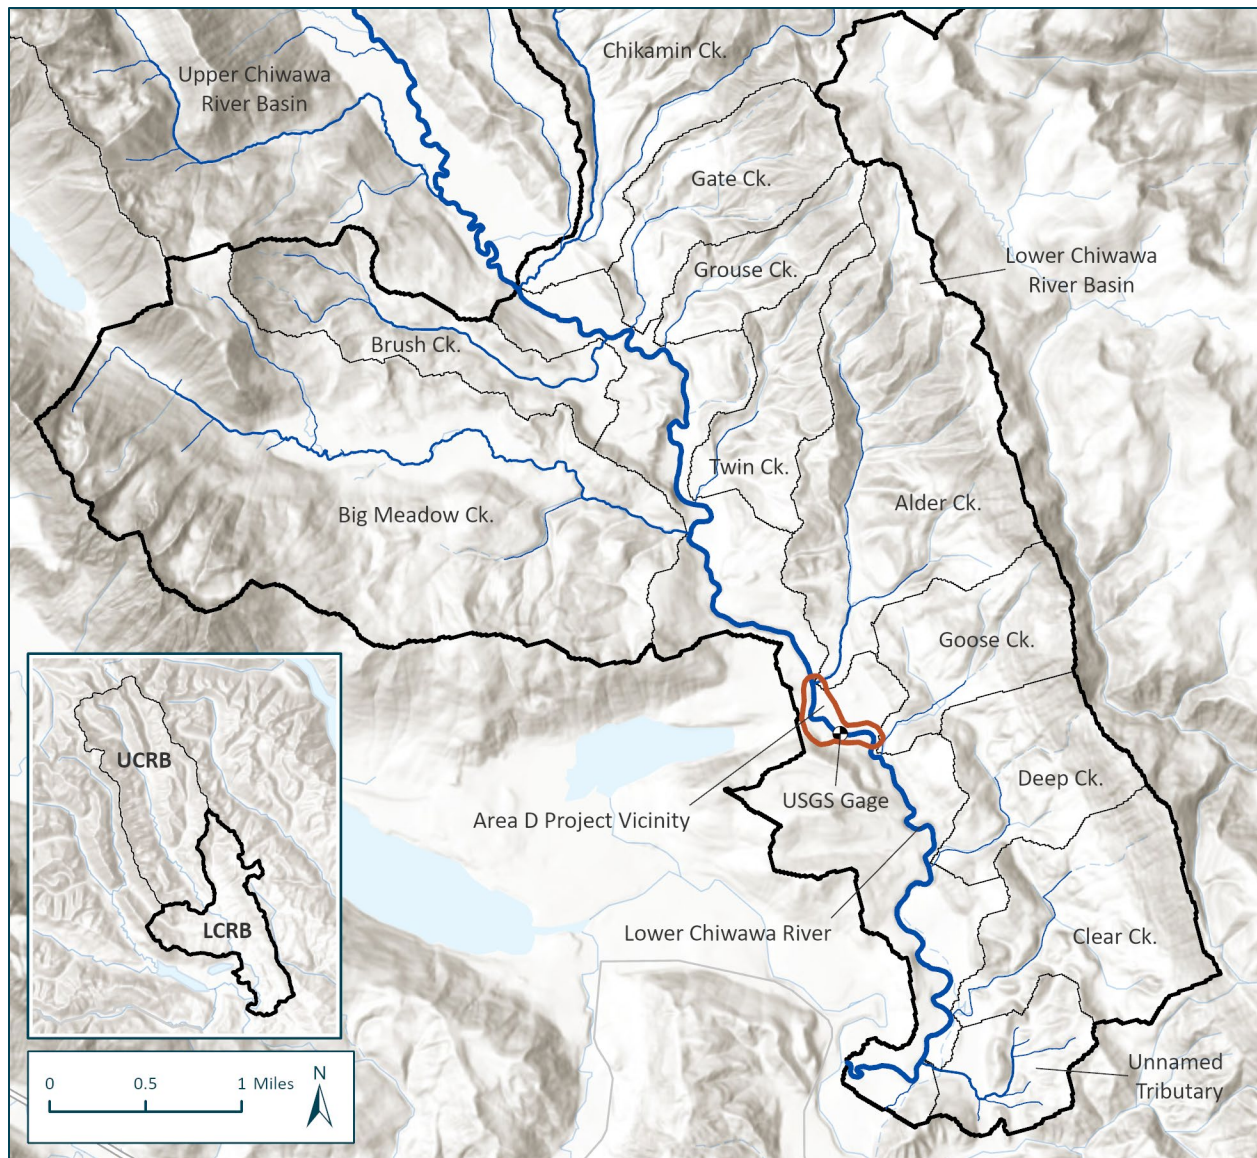 Chikamin Ck.
Upper Chiwawa
River Basin
Gate Ck.
Grouse Ck.
Lower Chiwawa
River Basin
Brush Ck.
Twin Ck.
Big Meadow Ck.
Alder Ck.
Goose Ck.
Deep Ck.
USGS Gage
Area D Project Vicinity
Lower Chiwawa River
Clear Ck.
Unnamed
Tributary
UCRB
LCRB
0 0.5 1 Miles
N